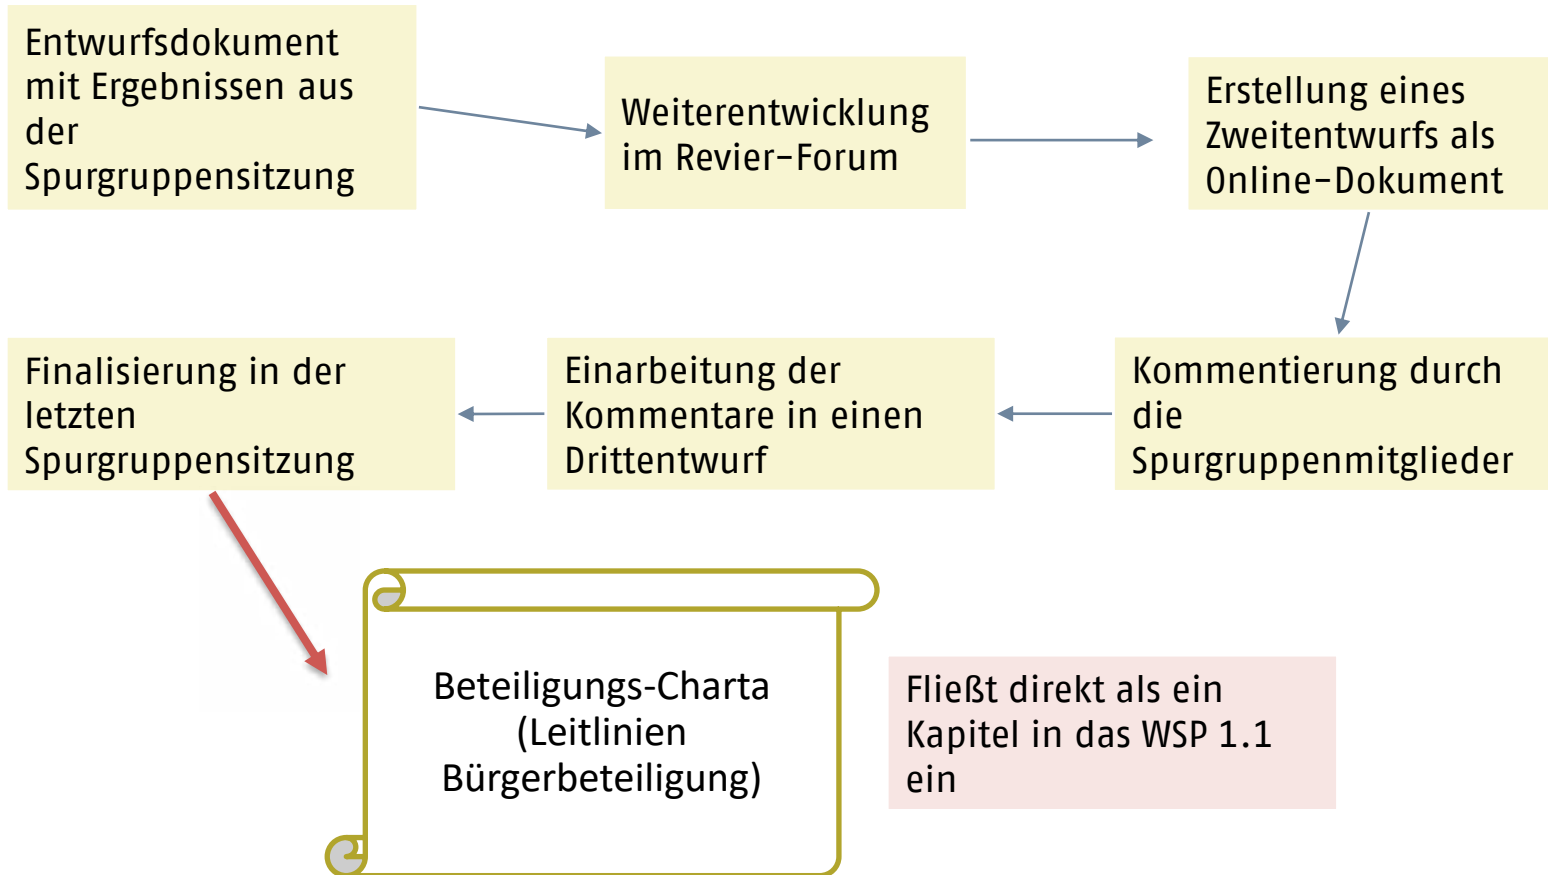 Entwurfsdokument
mit Ergebnissen aus
der
Spurgruppensitzung
Weiterentwicklung
im Revier-Forum
Erstellung eines
Zweitentwurfs als
Online-Dokument
Kommentierung durch
die
Spurgruppenmitglieder
Einarbeitung der
Kommentare in einen
Drittentwurf
Finalisierung in der
letzten
Spurgruppensitzung
Beteiligungs-Charta
(Leitlinien
Bürgerbeteiligung)
Fließt direkt als ein
Kapitel in das WSP 1.1
ein